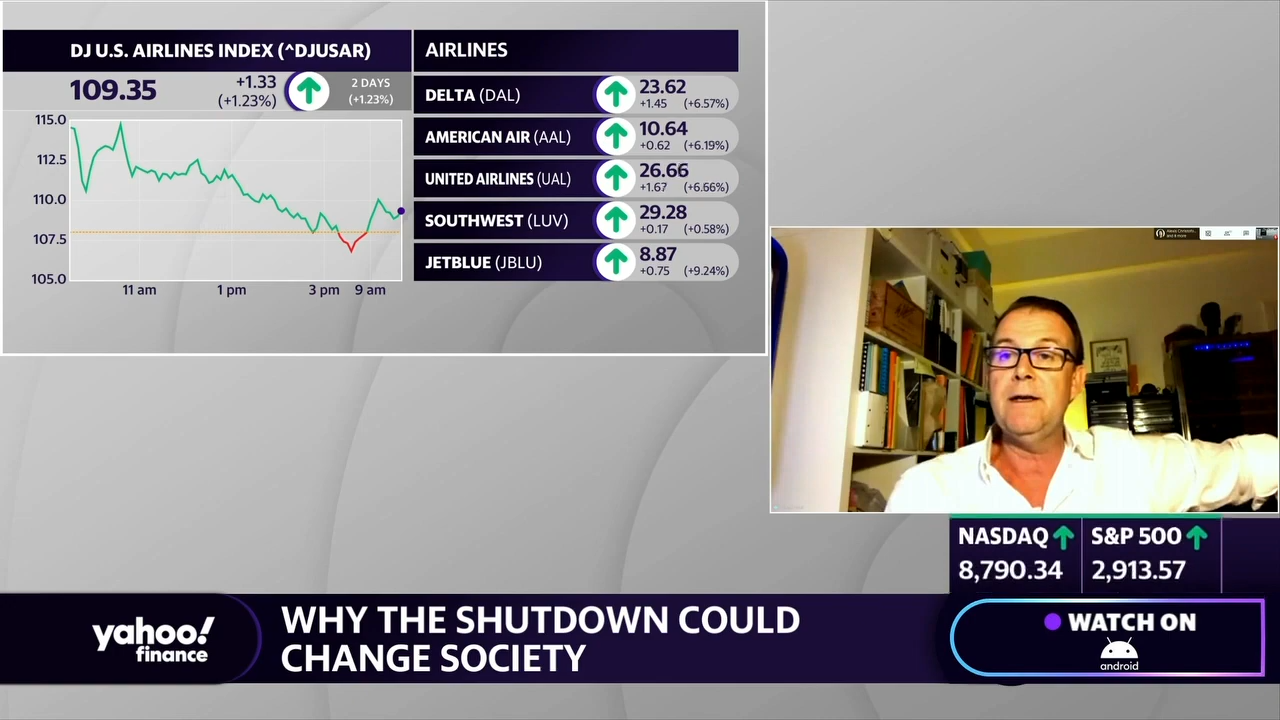 DJ U.S. AIRLINES INDEX (^DJUSAR)
109.35
+1.33
(+1.23%)
2 DAYS
(+1.23%)
115.0
112.5
110.0
107.5
105.0
11 am
1 pm
3 pm
9 am
AIRLINES
DELTA (DAL)
23.62
+1.45 (+6.57%)
AMERICAN AIR (AAL)
10.64
+0.62 (+6.19%)
UNITED AIRLINES (UAL)
26.66
+1.67 (+6.66%)
SOUTHWEST (LUV)
29.28
+0.17 (+0.58%)
JETBLUE (JBLU)
8.87
+0.75 (+9.24%)
NASDAQ
8,790.34
S&P 500
2,913.57
yahoo!
finance
WHY THE SHUTDOWN COULD
CHANGE SOCIETY
WATCH ON
android